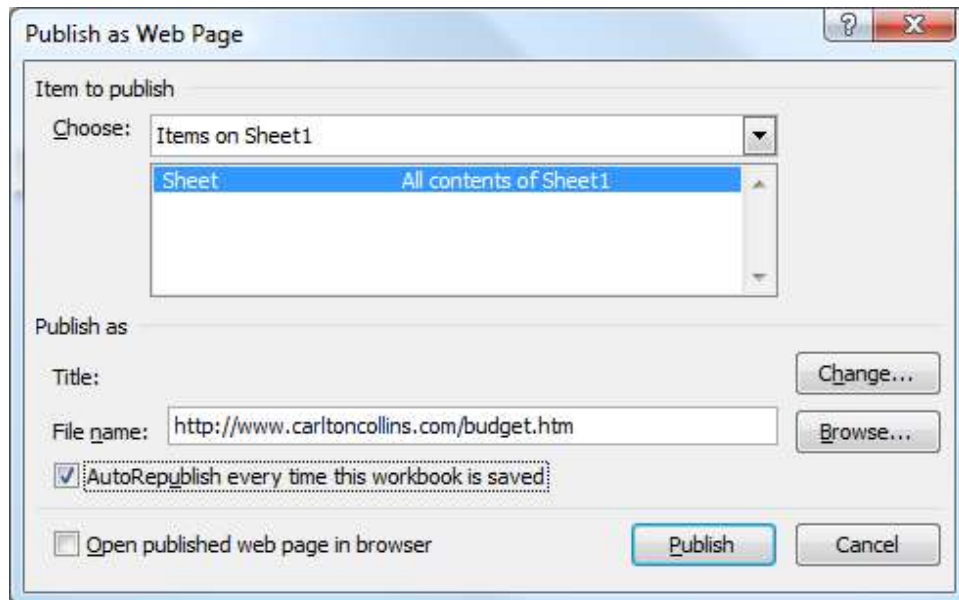 Publish as Web Page
Item to publish
Choose: Items on Sheet1
Sheet All contents of Sheet1
Publish as
Title: Change...
File name: http://www.carltoncollins.com/budget.htm Browse...
AutoRepublish every time this workbook is saved
Open published web page in browser Publish Cancel